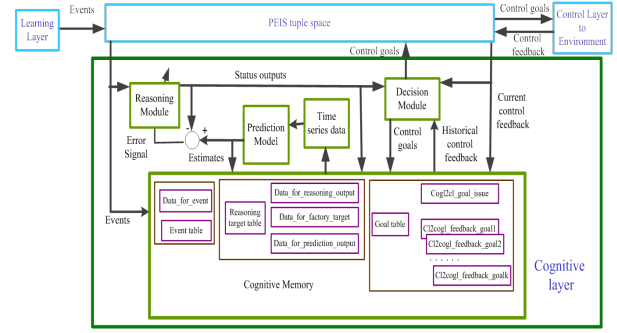 Events
Learning
Layer
PEIS tuple space
Control goals
Control Layer
to
Environment
Control
feedback
Control goals
Status outputs
Reasoning
Module
Decision
Module
Current
control
feedback
Prediction
Model
Time
series data
-
+
Error
Signal
Estimates
Control
goals
Historical
control
feedback
Events
Data_for_event
Event table
Reasoning
target table
Data_for_reasoning_output
Data_for_factory_target
Data_for_prediction_output
Goal table
Cogl2cl_goal_issue
Cl2cogl_feedback_goal1
Cl2cogl_feedback_goal2
. . . . . .
Cl2cogl_feedback_goalk
Cognitive Memory
Cognitive
layer